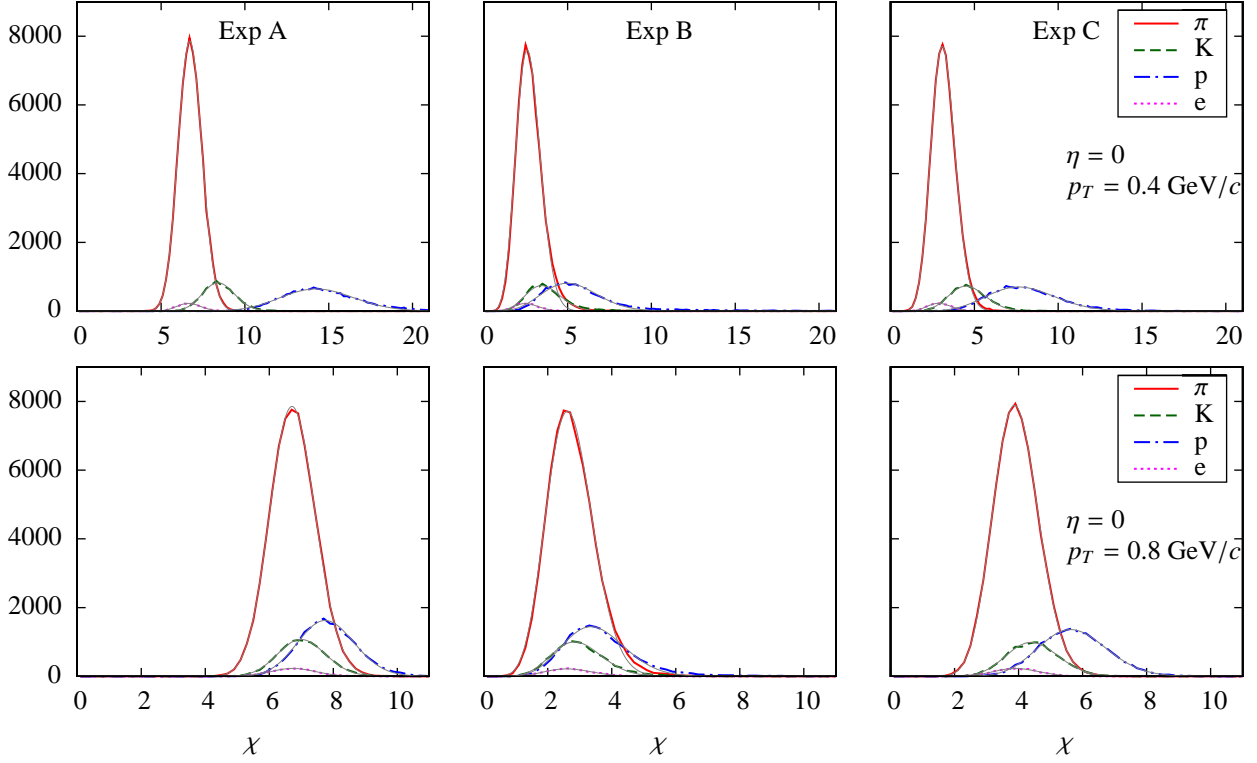 Exp A
Exp B
Exp C
8000
6000
4000
2000
0
0 5 10 15 20
0 5 10 15 20
0 5 10 15 20
π
K
p
e
η = 0
p_T = 0.4 GeV/c
8000
6000
4000
2000
0
0 2 4 6 8 10
0 2 4 6 8 10
0 2 4 6 8 10
π
K
p
e
η = 0
p_T = 0.8 GeV/c
χ
χ
χ